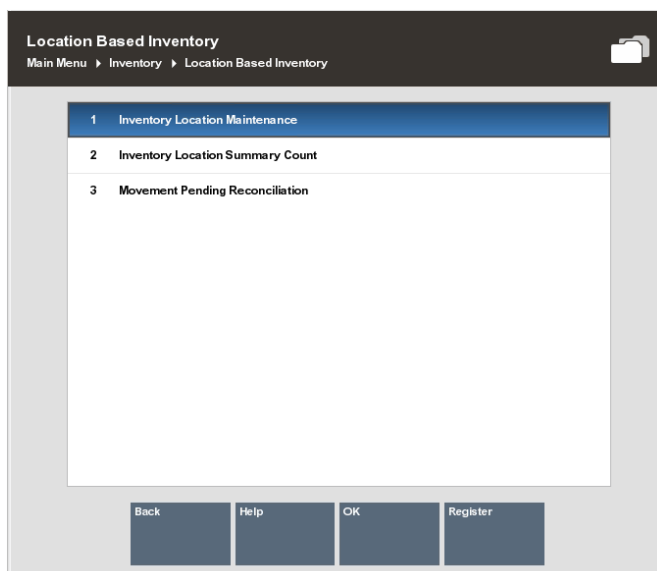 Location Based Inventory
Main Menu ▸ Inventory ▸ Location Based Inventory
1 Inventory Location Maintenance
2 Inventory Location Summary Count
3 Movement Pending Reconciliation
Back Help OK Register